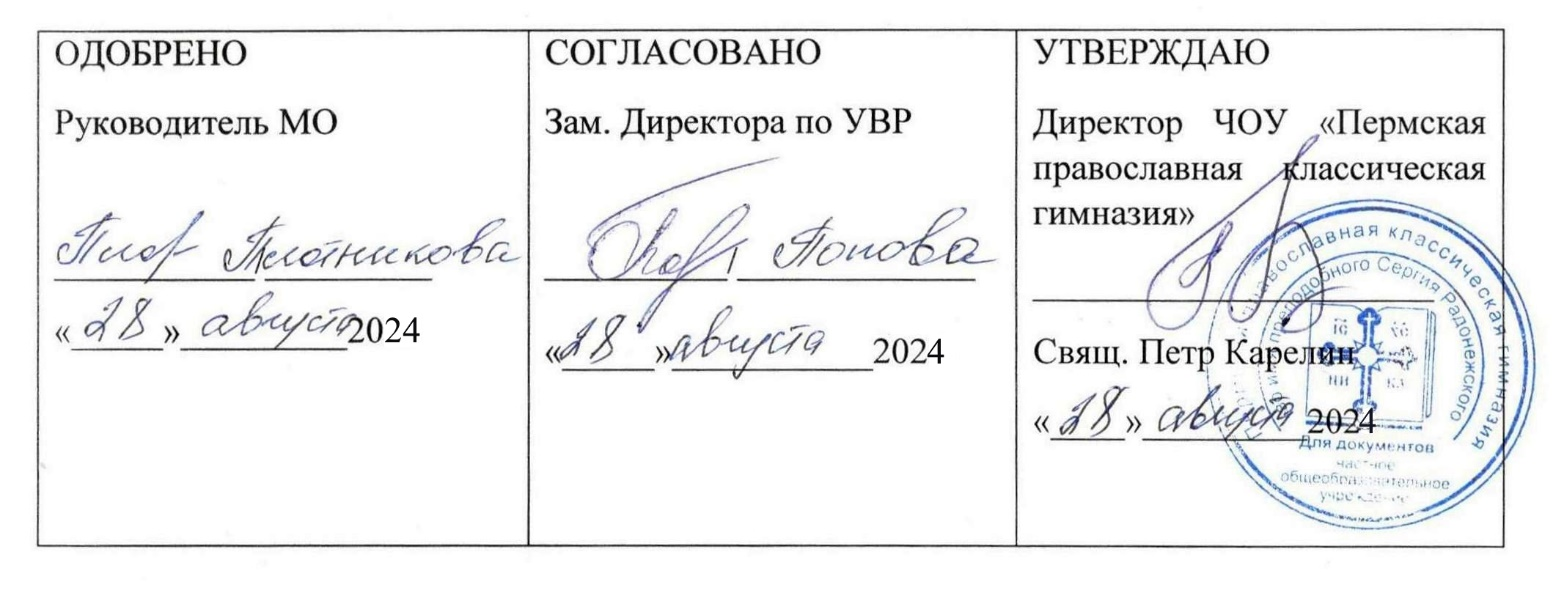 ОДОБРЕНО
Руководитель МО
Плотникова
«28» августа 2024
СОГЛАСОВАНО
Зам. Директора по УВР
Попова
«28» августа 2024
УТВЕРЖДАЮ
Директор ЧОУ «Пермская
православная классическая
гимназия»
Свящ. Петр Карелин
«28» августа 2024
православная классическая гимназия
преподобного Сергия Радонежского
Для документов
частное
общеобразовательное
учреждение